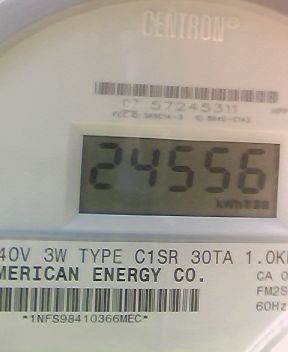 CENTRON®
07 57245311
24556
kWh
40V 3W TYPE C1SR 30TA 1.0K
MERICAN ENERGY CO.
CA 0
FM2S
60Hz
*1NFS98410366MEC*